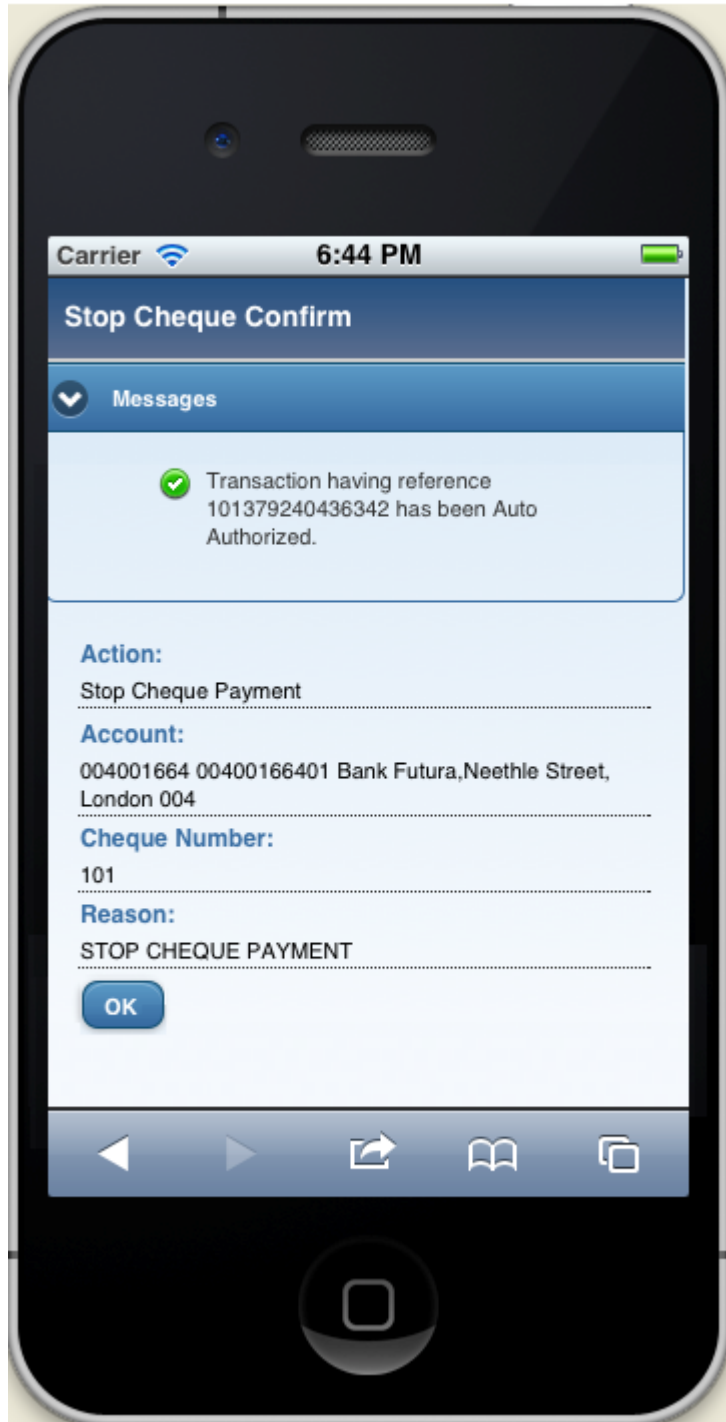 Carrier 6:44 PM
Stop Cheque Confirm
Messages
Transaction having reference
101379240436342 has been Auto
Authorized.
Action:
Stop Cheque Payment
Account:
004001664 00400166401 Bank Futura,Neethle Street,
London 004
Cheque Number:
101
Reason:
STOP CHEQUE PAYMENT
OK